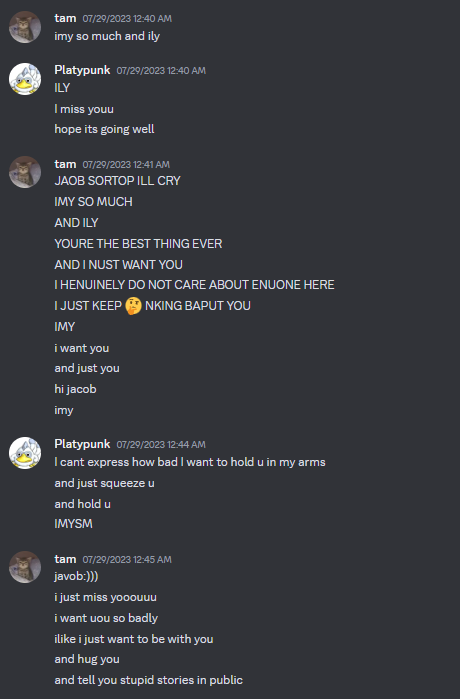 tam 07/29/2023 12:40 AM
imy so much and ily
Platypunk 07/29/2023 12:40 AM
ILY
I miss youu
hope its going well
tam 07/29/2023 12:41 AM
JAOB SORTOP ILL CRY
IMY SO MUCH
AND ILY
YOURE THE BEST THING EVER
AND I NUST WANT YOU
I HENUINELY DO NOT CARE ABOUT ENUONE HERE
I JUST KEEP 🤔 NKING BAPUT YOU
IMY
i want you
and just you
hi jacob
imy
Platypunk 07/29/2023 12:44 AM
I cant express how bad I want to hold u in my arms
and just squeeze u
and hold u
IMYSM
tam 07/29/2023 12:45 AM
javob:)))
i just miss yooouuu
i want uou so badly
ilike i just want to be with you
and hug you
and tell you stupid stories in public